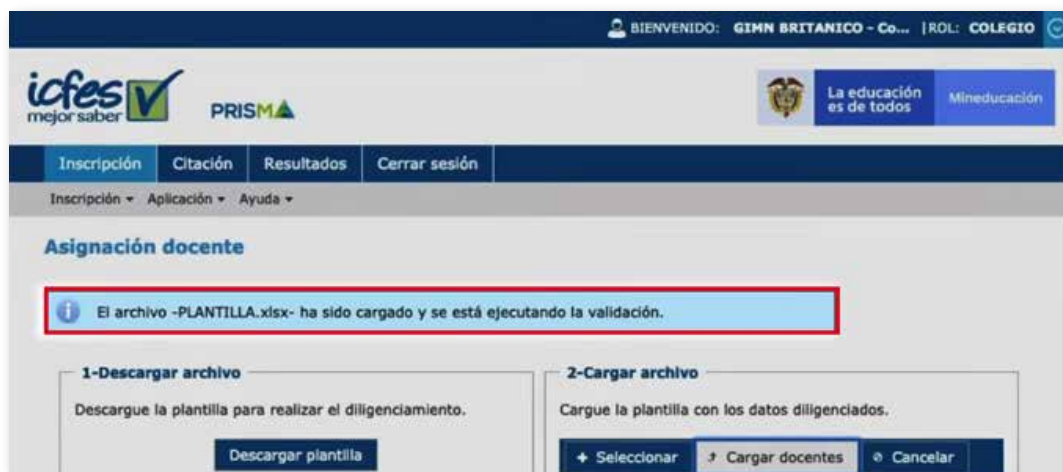 BIENVENIDO: GIMN BRITANICO - Co... |ROL: COLEGIO
icfes
mejor saber
PRISMA
La educación
es de todos
Mineducación
Inscripción Citación Resultados Cerrar sesión
Inscripción Aplicación Ayuda
Asignación docente
El archivo -PLANTILLA.xlsx- ha sido cargado y se está ejecutando la validación.
1-Descargar archivo
Descargue la plantilla para realizar el diligenciamiento.
Descargar plantilla
2-Cargar archivo
Cargue la plantilla con los datos diligenciados.
+ Seleccionar Cargar docentes Cancelar